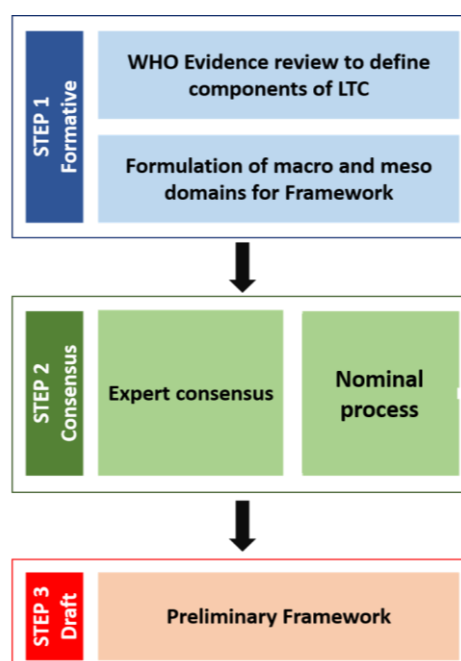 STEP 1
Formative
WHO Evidence review to define
components of LTC
Formulation of macro and meso
domains for Framework
STEP 2
Consensus
Expert consensus
Nominal
process
STEP 3
Draft
Preliminary Framework